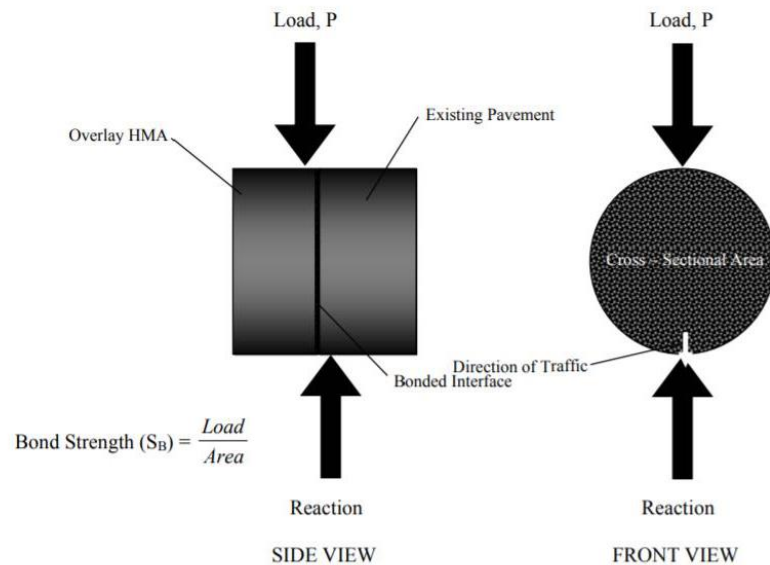 Load, P
Load, P
Overlay HMA
Existing Pavement
Cross – Sectional Area
Direction of Traffic
Bonded Interface
Bond Strength (S_B) = Load
Area
Reaction
Reaction
SIDE VIEW
FRONT VIEW